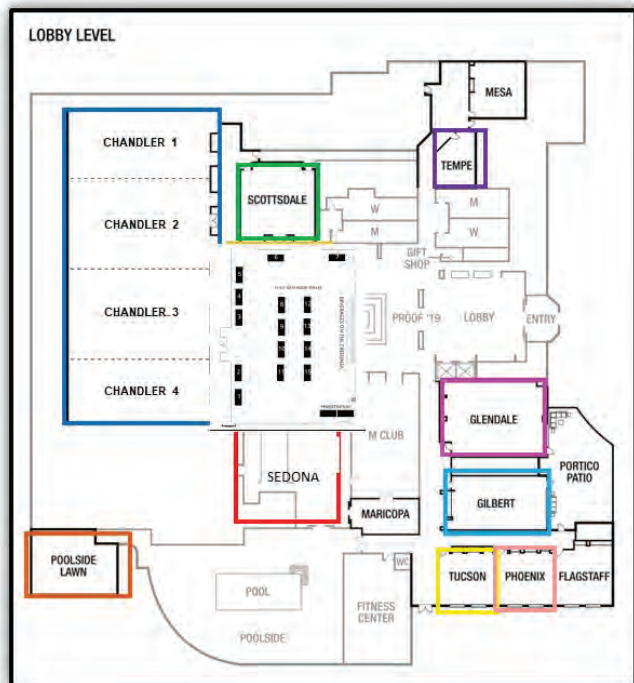 LOBBY LEVEL
MESA
CHANDLER 1
TEMPE
SCOTTSDALE
W
M
M
W
CHANDLER 2
GIFT
SHOP
CHANDLER 3
PROOF '19
LOBBY
ENTRY
CHANDLER 4
GLENDALE
M CLUB
SEDONA
PORTICO
PATIO
GILBERT
MARICOPA
POOLSIDE
LAWN
WC
TUCSON
PHOENIX
FLAGSTAFF
POOL
FITNESS
CENTER
POOLSIDE